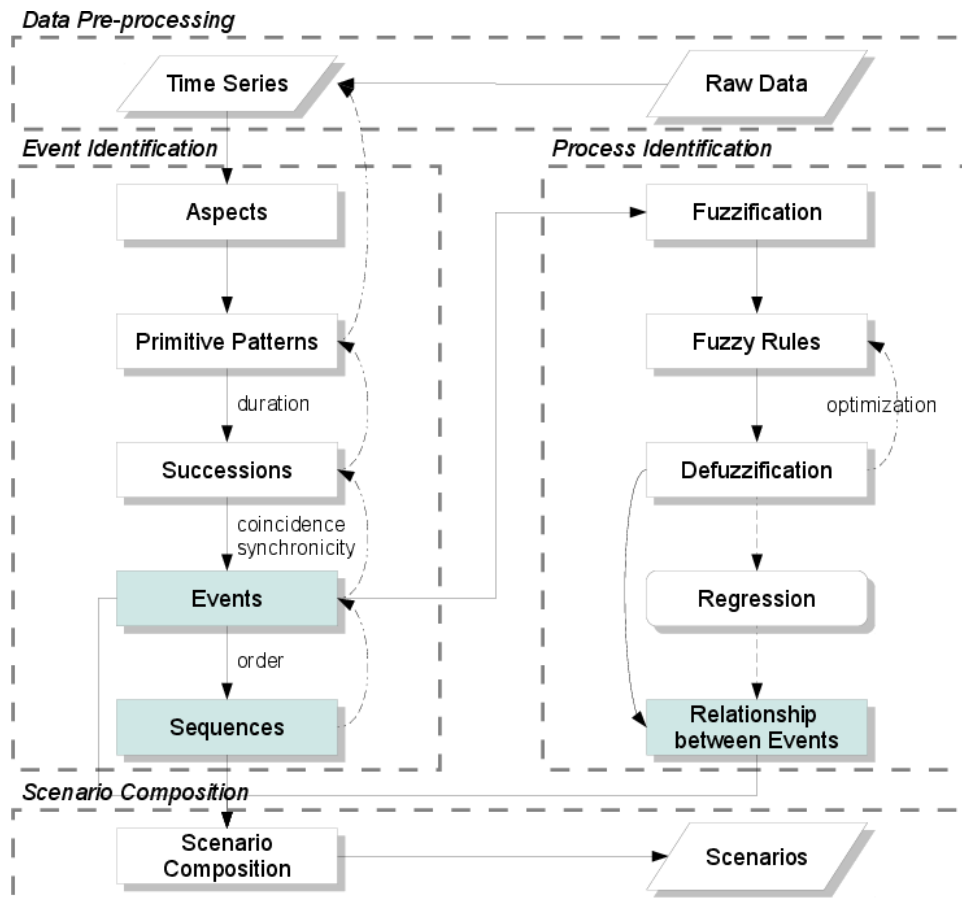 Data Pre-processing
Time Series
Raw Data
Event Identification
Process Identification
Aspects
Fuzzification
Primitive Patterns
Fuzzy Rules
duration
optimization
Successions
Defuzzification
coincidence
synchronicity
Events
Regression
order
Sequences
Relationship
between Events
Scenario Composition
Scenario
Composition
Scenarios